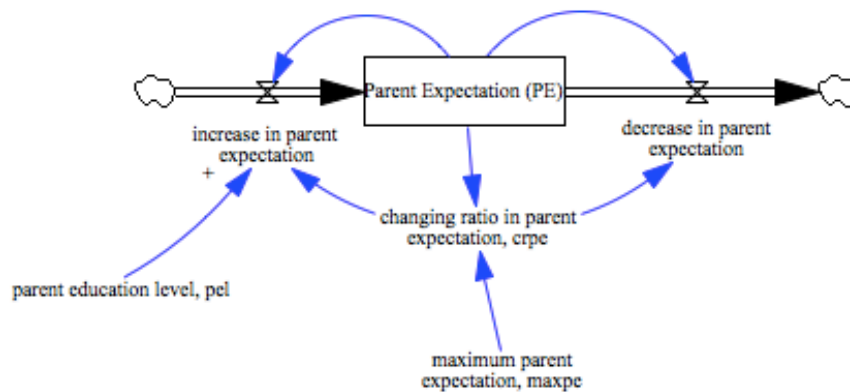 Parent Expectation (PE)
increase in parent
expectation
+
decrease in parent
expectation
changing ratio in parent
expectation, crpe
parent education level, pel
maximum parent
expectation, maxpe